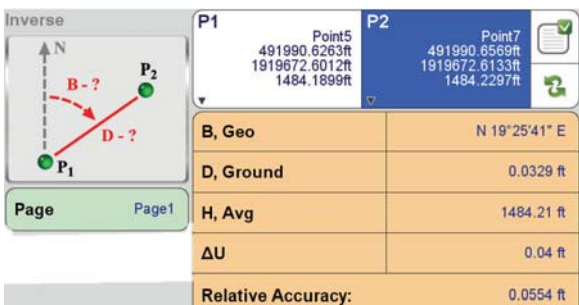 Inverse
N
B - ?
P2
D - ?
P1
Page Page1
P1
Point5
491990.6263ft
1919672.6012ft
1484.1899ft
P2
Point7
491990.6569ft
1919672.6133ft
1484.2297ft
B, Geo N 19°25'41" E
D, Ground 0.0329 ft
H, Avg 1484.21 ft
ΔU 0.04 ft
Relative Accuracy: 0.0554 ft